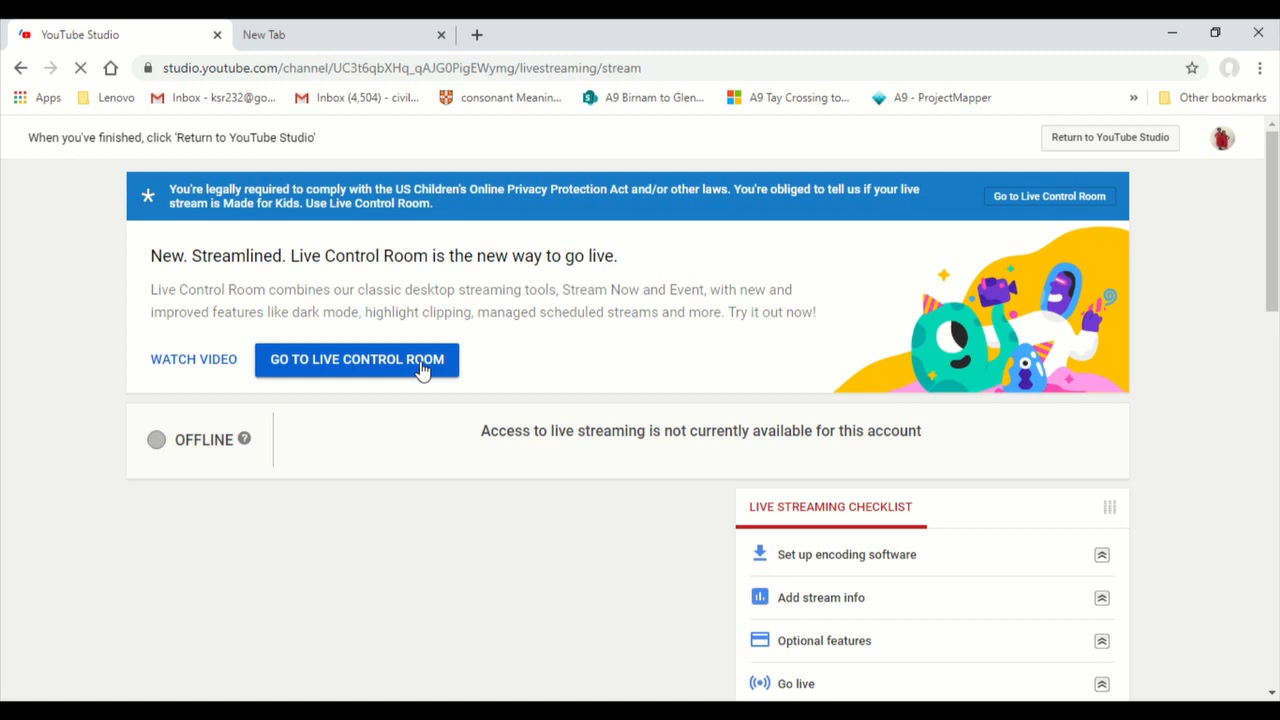 YouTube Studio
New Tab
studio.youtube.com/channel/UC3t6qbXHq_qAJG0PigEWymg/livestreaming/stream
Apps Lenovo Inbox - ksr232@go... Inbox (4,504) - civil... consonant Meanin... A9 Birnam to Glen... A9 Tay Crossing to... A9 - ProjectMapper » Other bookmarks
When you've finished, click 'Return to YouTube Studio'
Return to YouTube Studio
You're legally required to comply with the US Children's Online Privacy Protection Act and/or other laws. You're obliged to tell us if your live
stream is Made for Kids. Use Live Control Room.
Go to Live Control Room
New. Streamlined. Live Control Room is the new way to go live.
Live Control Room comanes our classic desktop streaming tools, Stream Now and Event, with new and
improved features like dark mode, highlight clipping, managed scheduled streams and more. Try it out now!
WATCH VIDEO GO TO LIVE CONTROL ROOM
OFFLINE ?
Access to live streaming is not currently available for this account
LIVE STREAMING CHECKLIST
Set up encoding software
Add stream info
Optional features
Go live